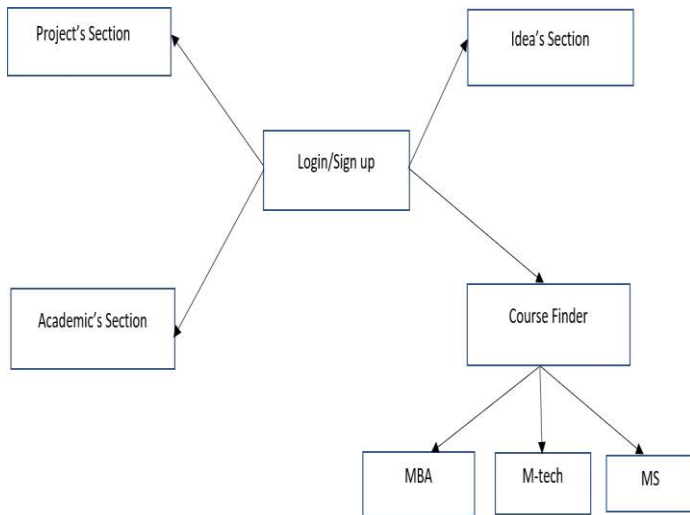 Project’s Section
Idea’s Section
Login/Sign up
Academic’s Section
Course Finder
MBA
M-tech
MS